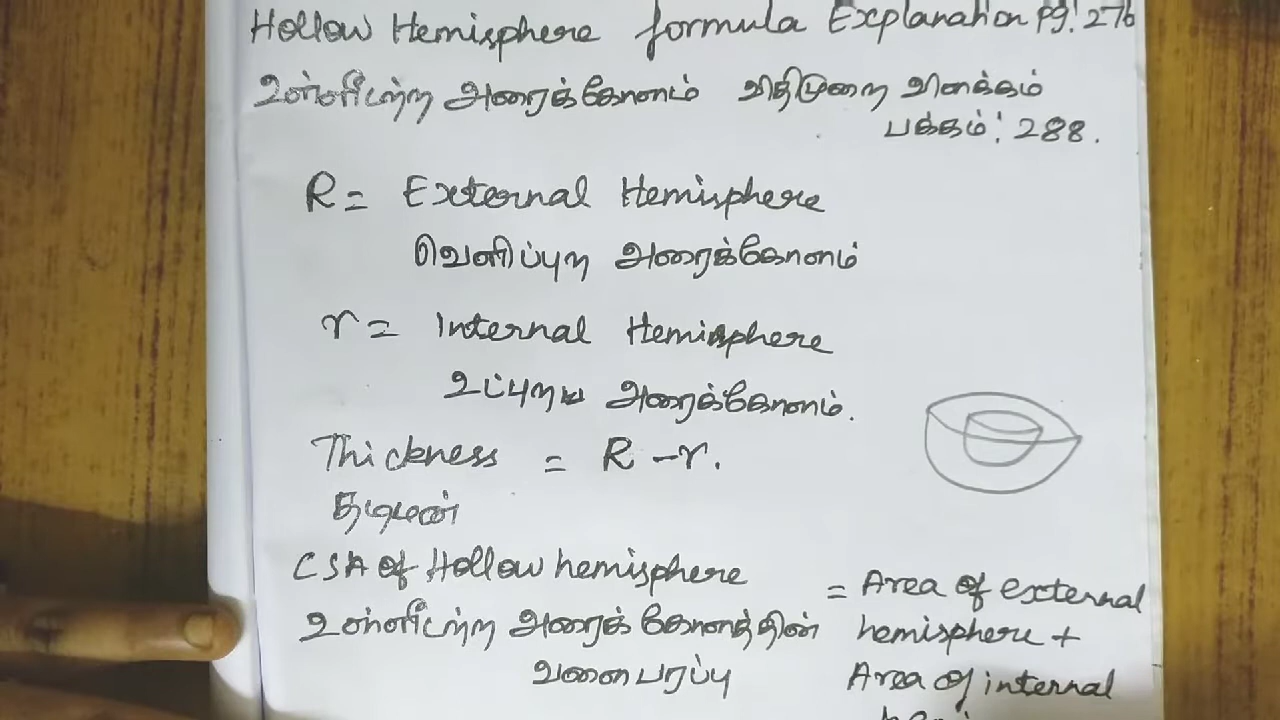 Hollow Hemisphere formula Explanation pg: 276
உள்ளீடற்ற அரைக்கோளம் விதிமுறை விளக்கம்
பக்கம்: 288.
R = External Hemisphere
வெளிப்புற அரைக்கோளம்
r = Internal Hemisphere
உட்புறய அரைக்கோளம்.
Thickness = R - r.
தடிமன்
CSA of Hollow hemisphere = Area of external
உள்ளீடற்ற அரைக் கோளத்தின் hemisphere +
வளைபரப்பு Area of internal